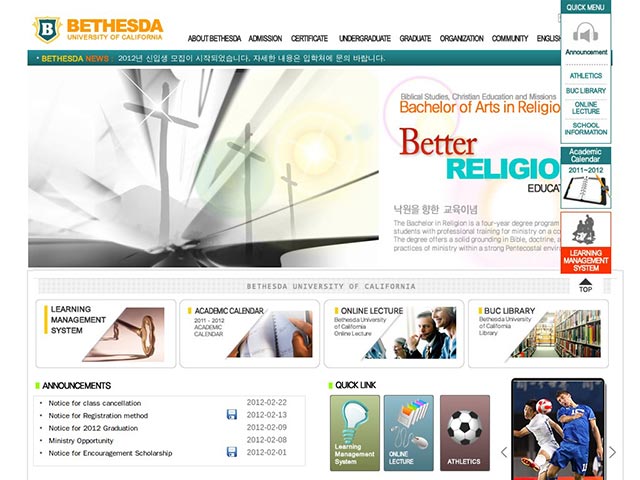 B
BETHESDA
UNIVERSITY OF CALIFORNIA
ABOUT BETHESDA ADMISSION CERTIFICATE UNDERGRADUATE GRADUATE ORGANIZATION COMMUNITY ENGLIS
BETHESDA NEWS : 2012년 신입생 모집이 시작되었습니다. 자세한 내용은 입학처에 문의 바랍니다.
QUICK MENU
Announcement
ATHLETICS
BUC LIBRARY
ONLINE
LECTURE
SCHOOL
INFORMATION
Academic
Calendar
2011~2012
LEARNING
MANAGEMENT
SYSTEM
TOP
Biblical Studies, Christian Education and Missions
Bachelor of Arts in Religio
Better
RELIGIO
EDUCA
낙원을 향한 교육이념
The Bachelor in Religion is a four-year degree program
students with professional training for ministry on a co
The degree offers a solid grounding in Bible, doctrine, a
practices of ministry within a strong Pentecostal envir
BETHESDA UNIVERSITY OF CALIFORNIA
LEARNING
MANAGEMENT
SYSTEM
ACADEMIC CALENDAR
2011 - 2012
ACADEMIC
CALENDAR
ONLINE LECTURE
Bethesda University
of California
Online Lecture
BUC LIBRARY
Bethesda University
of California
Library
ANNOUNCEMENTS
Notice for class cancellation 2012-02-22
Notice for Registration method 2012-02-13
Notice for 2012 Graduation 2012-02-09
Ministry Opportunity 2012-02-08
Notice for Encouragement Scholarship 2012-02-01
QUICK LINK
Learning
Management
System
ONLINE
LECTURE
ATHLETICS